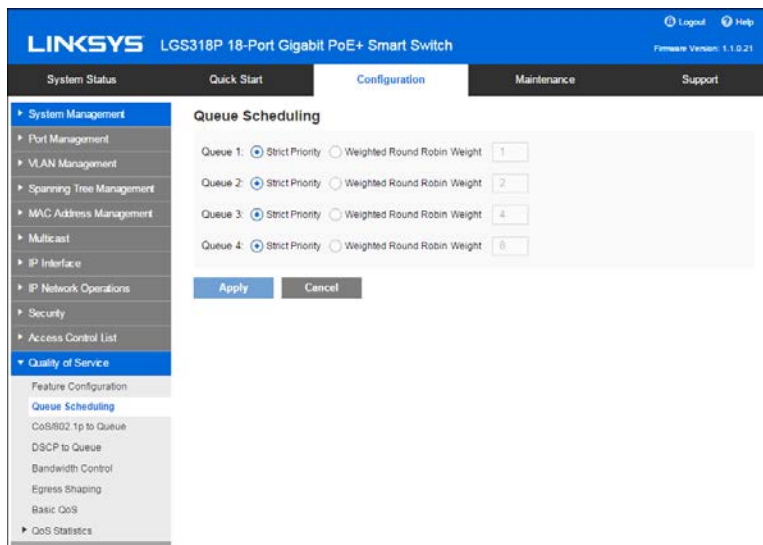 Logout Help
LINKSYS LGS318P 18-Port Gigabit PoE+ Smart Switch
Firmware Version: 1.1.0.21
System Status Quick Start Configuration Maintenance Support
System Management
Port Management
VLAN Management
Spanning Tree Management
MAC Address Management
Multicast
IP Interface
IP Network Operations
Security
Access Control List
Quality of Service
Feature Configuration
Queue Scheduling
CoS/802.1p to Queue
DSCP to Queue
Bandwidth Control
Egress Shaping
Basic QoS
QoS Statistics
Queue Scheduling
Queue 1: Strict Priority Weighted Round Robin Weight 1
Queue 2: Strict Priority Weighted Round Robin Weight 2
Queue 3: Strict Priority Weighted Round Robin Weight 4
Queue 4: Strict Priority Weighted Round Robin Weight 8
Apply Cancel